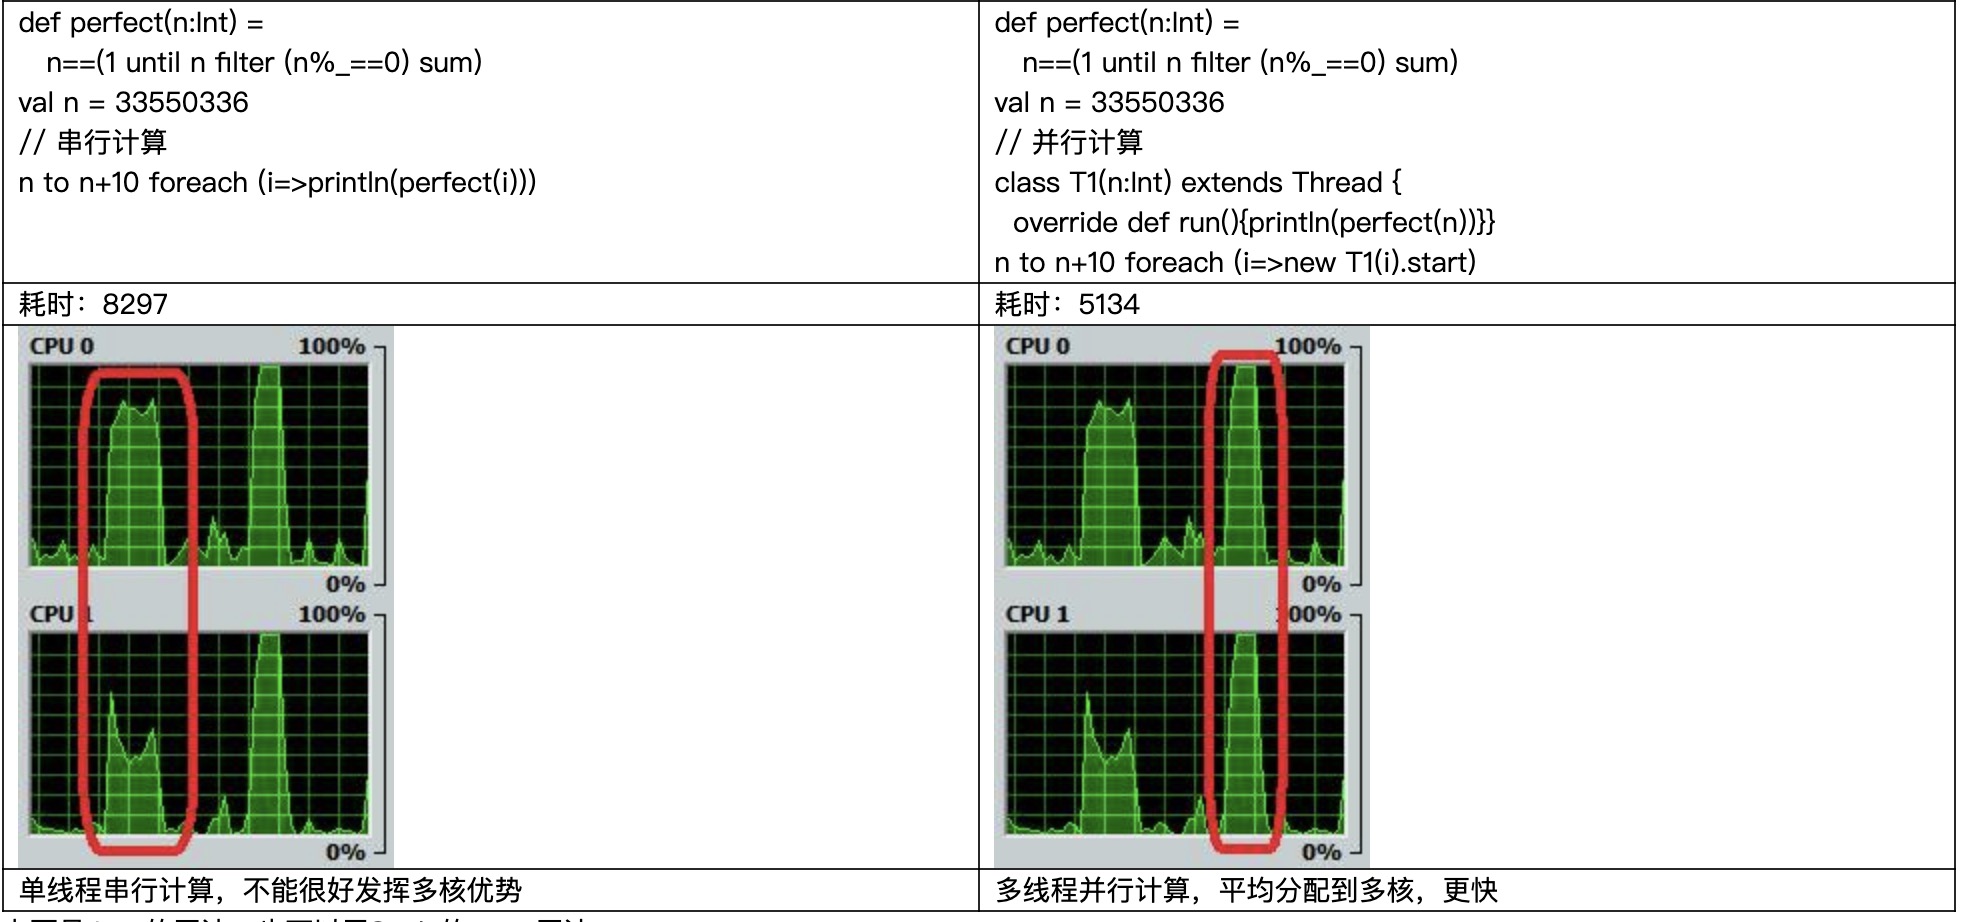 def perfect(n:Int) =
n==(1 until n filter (n%_==0) sum)
val n = 33550336
// 串行计算
n to n+10 foreach (i=>println(perfect(i)))
def perfect(n:Int) =
n==(1 until n filter (n%_==0) sum)
val n = 33550336
// 并行计算
class T1(n:Int) extends Thread {
override def run(){println(perfect(n))}}
n to n+10 foreach (i=>new T1(i).start)
耗时：8297
耗时：5134
CPU 0 100%
0%
CPU 1 100%
0%
CPU 0 100%
0%
CPU 1 100%
0%
单线程串行计算，不能很好发挥多核优势
多线程并行计算，平均分配到多核，更快